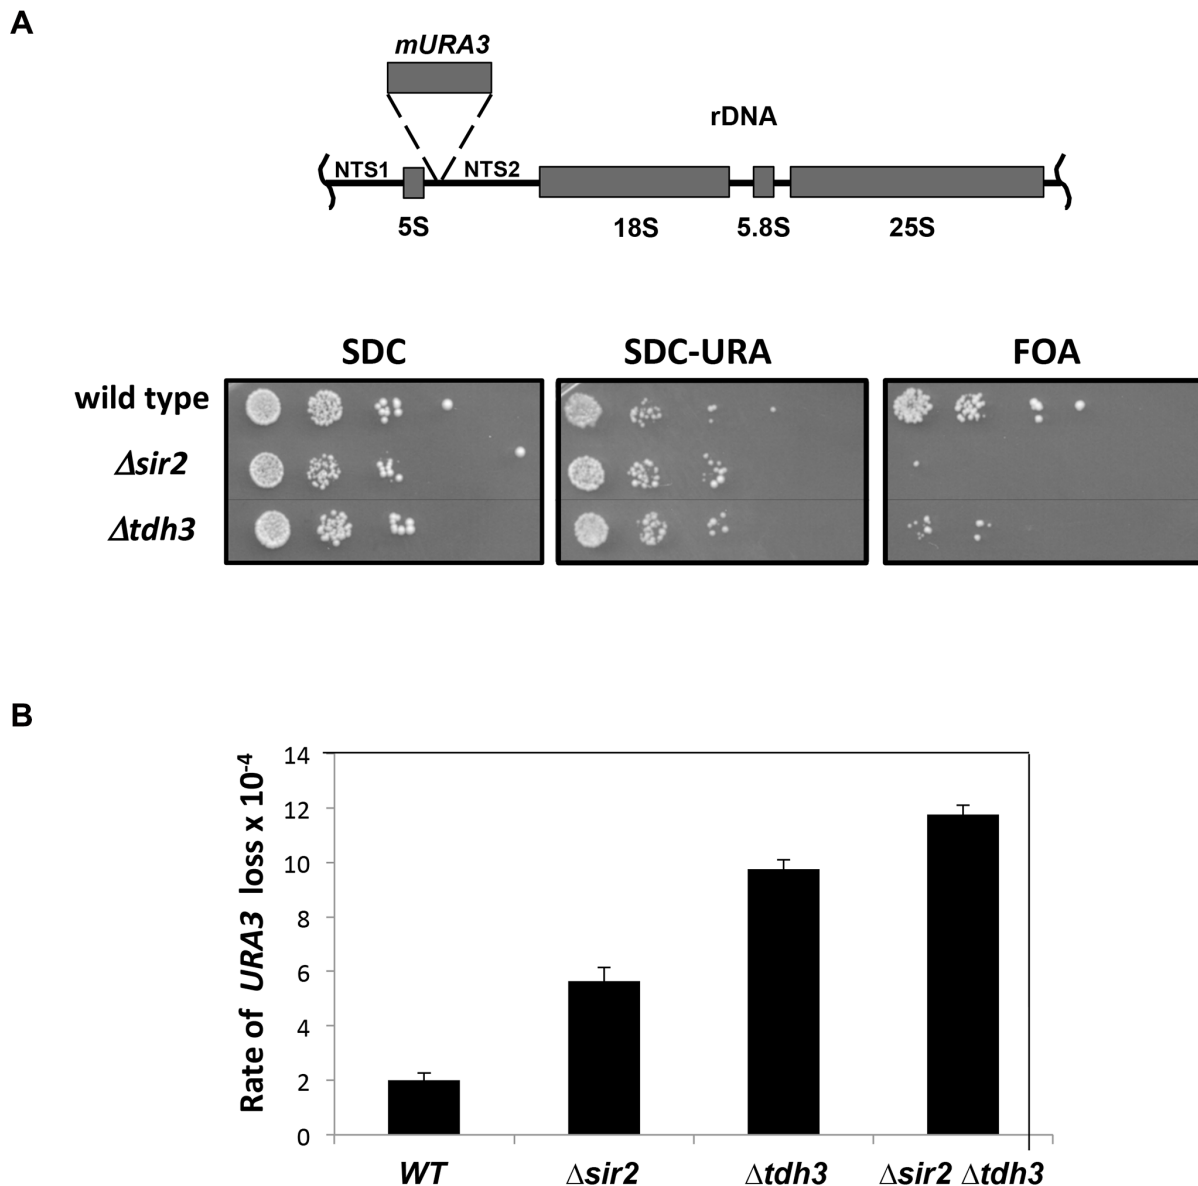 A
mURA3
rDNA
NTS1 NTS2
5S 18S 5.8S 25S
SDC SDC-URA FOA
wild type
Δsir2
Δtdh3
B
Rate of URA3 loss x 10-4
14
12
10
8
6
4
2
0
WT Δsir2 Δtdh3 Δsir2 Δtdh3